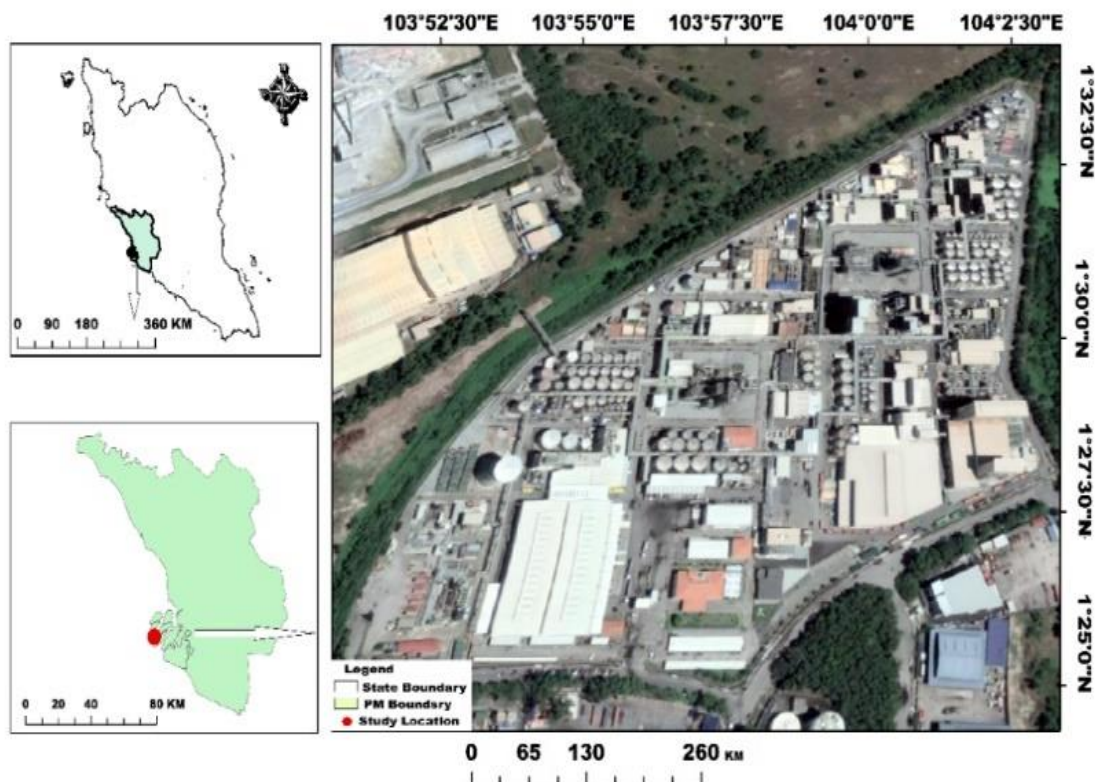 103°52'30"E 103°55'0"E 103°57'30"E 104°0'0"E 104°2'30"E
0 90 180 360 KM
0 40 80 KM
1°32'30"N
1°30'0"N
1°27'30"N
1°25'0"N
Legend
State Boundary
PM Boundsry
Study Location
0 65 130 260 KM